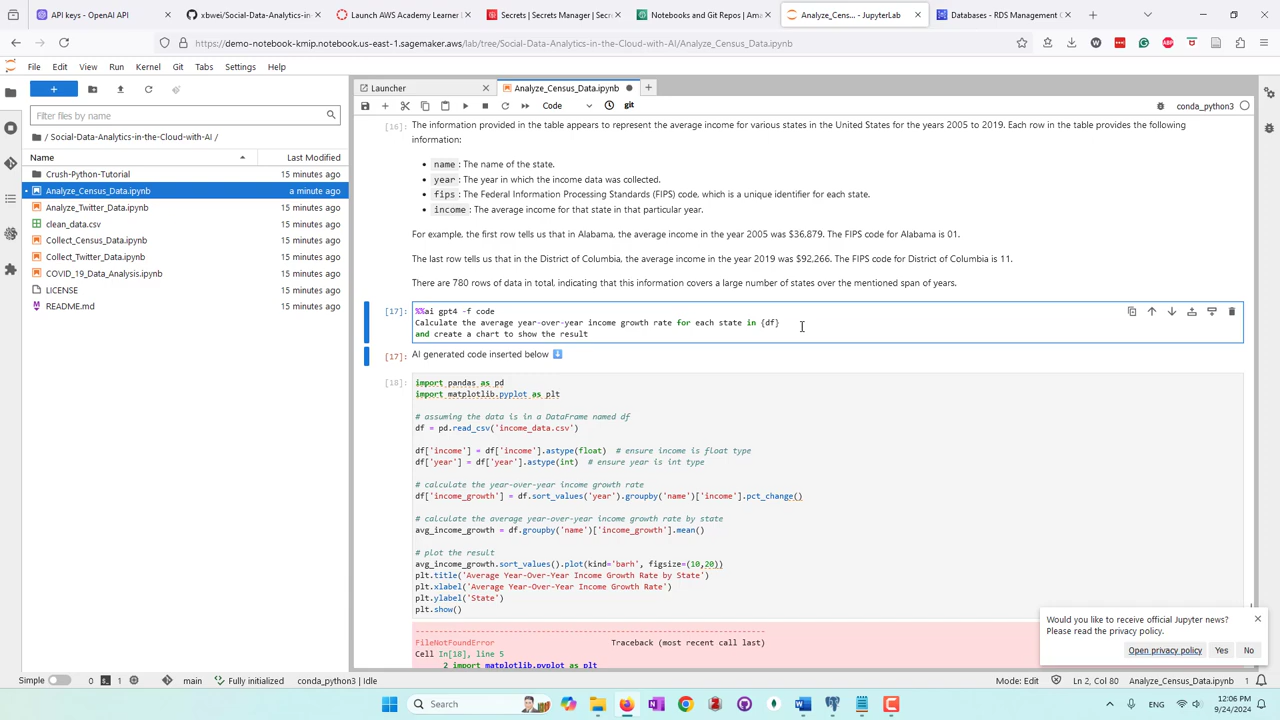 API keys - OpenAI API
xbwei/Social-Data-Analytics-in-
Launch AWS Academy Learner
Secrets | Secrets Manager | S
Notebooks and Git Repos | Am
Analyze_Cens... - JupyterLab
Databases - RDS Management C
https://demo-notebook-kmip.notebook.us-east-1.sagemaker.aws/lab/tree/Social-Data-Analytics-in-the-Cloud-with-AI/Analyze_Census_Data.ipynb
File Edit View Run Kernel Git Tabs Settings Help
Launcher
Analyze_Census_Data.ipynb
Code
git
conda_python3
Filter files by name
/ Social-Data-Analytics-in-the-Cloud-with-AI /
Name Last Modified
Crush-Python-Tutorial 15 minutes ago
Analyze_Census_Data.ipynb a minute ago
Analyze_Twitter_Data.ipynb 15 minutes ago
clean_data.csv 15 minutes ago
Collect_Census_Data.ipynb 15 minutes ago
Collect_Twitter_Data.ipynb 15 minutes ago
COVID_19_Data_Analysis.ipynb 15 minutes ago
LICENSE 15 minutes ago
README.md 15 minutes ago
[16]: The information provided in the table appears to represent the average income for various states in the United States for the years 2005 to 2019. Each row in the table provides the following
information:
• name : The name of the state.
• year : The year in which the income data was collected.
• fips : The Federal Information Processing Standards (FIPS) code, which is a unique identifier for each state.
• income : The average income for that state in that particular year.
For example, the first row tells us that in Alabama, the average income in the year 2005 was $36,879. The FIPS code for Alabama is 01.
The last row tells us that in the District of Columbia, the average income in the year 2019 was $92,266. The FIPS code for District of Columbia is 11.
There are 780 rows of data in total, indicating that this information covers a large number of states over the mentioned span of years.
[17]: %%ai gpt4 -f code
Calculate the average year-over-year income growth rate for each state in {df}
and create a chart to show the result
[17]: AI generated code inserted below
[18]: import pandas as pd
import matplotlib.pyplot as plt
# assuming the data is in a DataFrame named df
df = pd.read_csv('income_data.csv')
df['income'] = df['income'].astype(float)  # ensure income is float type
df['year'] = df['year'].astype(int)  # ensure year is int type
# calculate the year-over-year income growth rate
df['income_growth'] = df.sort_values('year').groupby('name')['income'].pct_change()
# calculate the average year-over-year income growth rate by state
avg_income_growth = df.groupby('name')['income_growth'].mean()
# plot the result
avg_income_growth.sort_values().plot(kind='barh', figsize=(10,20))
plt.title('Average Year-Over-Year Income Growth Rate by State')
plt.xlabel('Average Year-Over-Year Income Growth Rate')
plt.ylabel('State')
plt.show()
---------------------------------------------------------------------------
FileNotFoundError Traceback (most recent call last)
Cell In[18], line 5
2 import matplotlib.pyplot as plt
Would you like to receive official Jupyter news?
Please read the privacy policy.
Open privacy policy Yes No
Simple 0 1 main Fully initialized conda_python3 | Idle Mode: Edit Ln 2, Col 80 Analyze_Census_Data.ipynb 1
Search
ENG
12:06 PM
9/24/2024